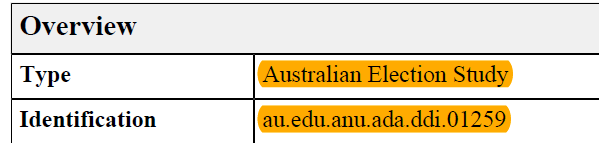 Overview
Type Australian Election Study
Identification au.edu.anu.ada.ddi.01259